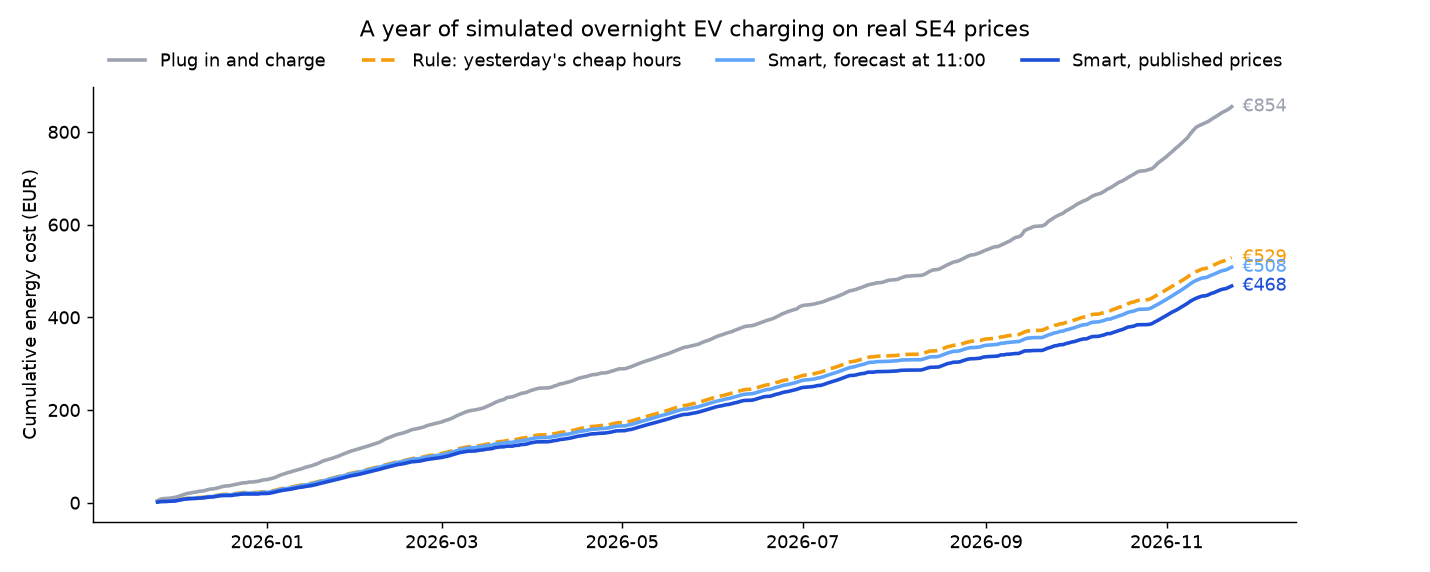 A year of simulated overnight EV charging on real SE4 prices
Plug in and charge
Rule: yesterday's cheap hours
Smart, forecast at 11:00
Smart, published prices
Cumulative energy cost (EUR)
800
600
400
200
0
€854
€529
€508
€468
2026-01
2026-03
2026-05
2026-07
2026-09
2026-11